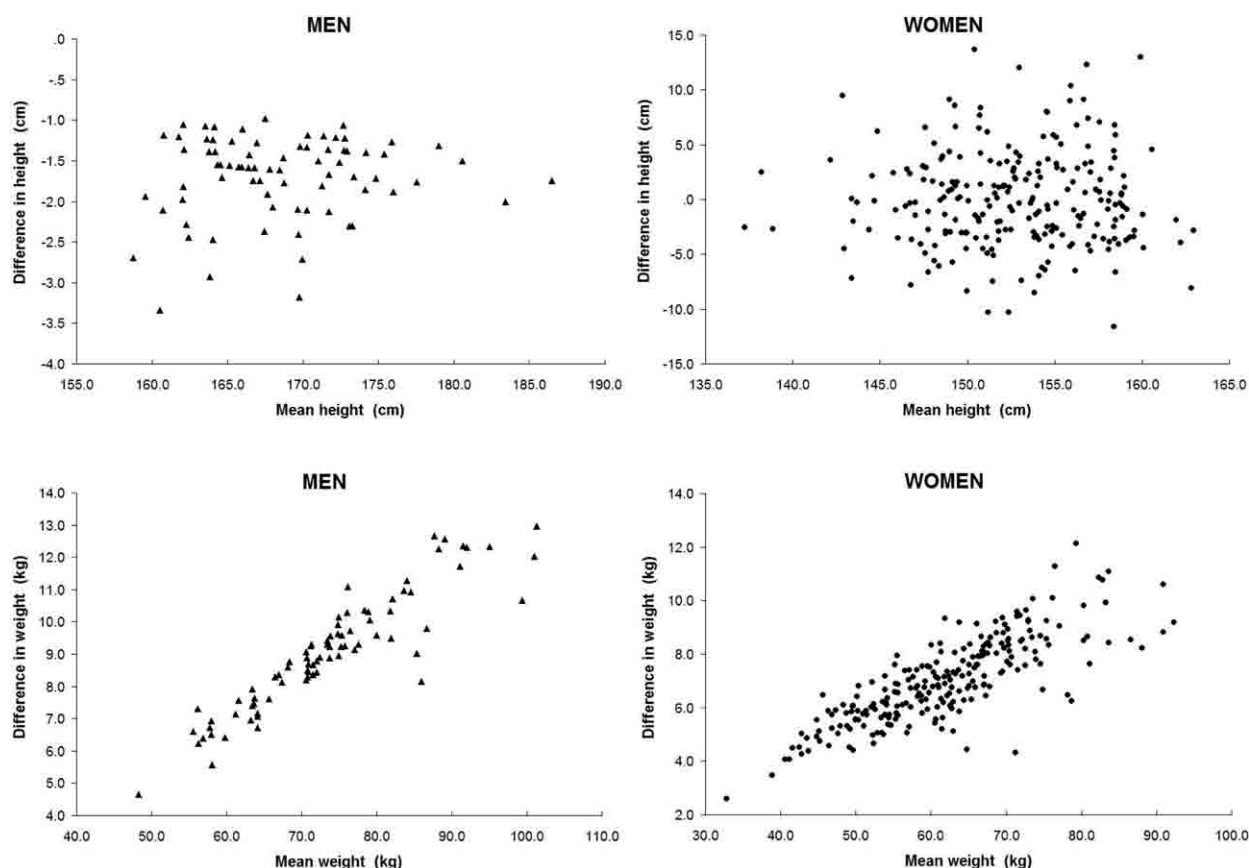 MEN
.0
-.5
-1.0
-1.5
-2.0
-2.5
-3.0
-3.5
-4.0
155.0 160.0 165.0 170.0 175.0 180.0 185.0 190.0
Difference in height (cm)
Mean height (cm)
WOMEN
15.0
10.0
5.0
.0
-5.0
-10.0
-15.0
135.0 140.0 145.0 150.0 155.0 160.0 165.0
Difference in height (cm)
Mean height (cm)
MEN
14.0
13.0
12.0
11.0
10.0
9.0
8.0
7.0
6.0
5.0
4.0
40.0 50.0 60.0 70.0 80.0 90.0 100.0 110.0
Difference in weight (kg)
Mean weight (kg)
WOMEN
14.0
12.0
10.0
8.0
6.0
4.0
2.0
30.0 40.0 50.0 60.0 70.0 80.0 90.0 100.0
Difference in weight (kg)
Mean weight (kg)